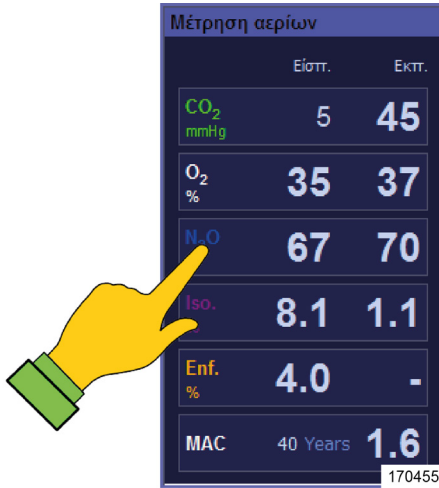 Μέτρηση αερίων
Είσπ. Εκπ.
CO₂ mmHg 5 45
O₂ % 35 37
N₂O 67 70
Iso. 8.1 1.1
Enf. % 4.0 -
MAC 40 Years 1.6
170455